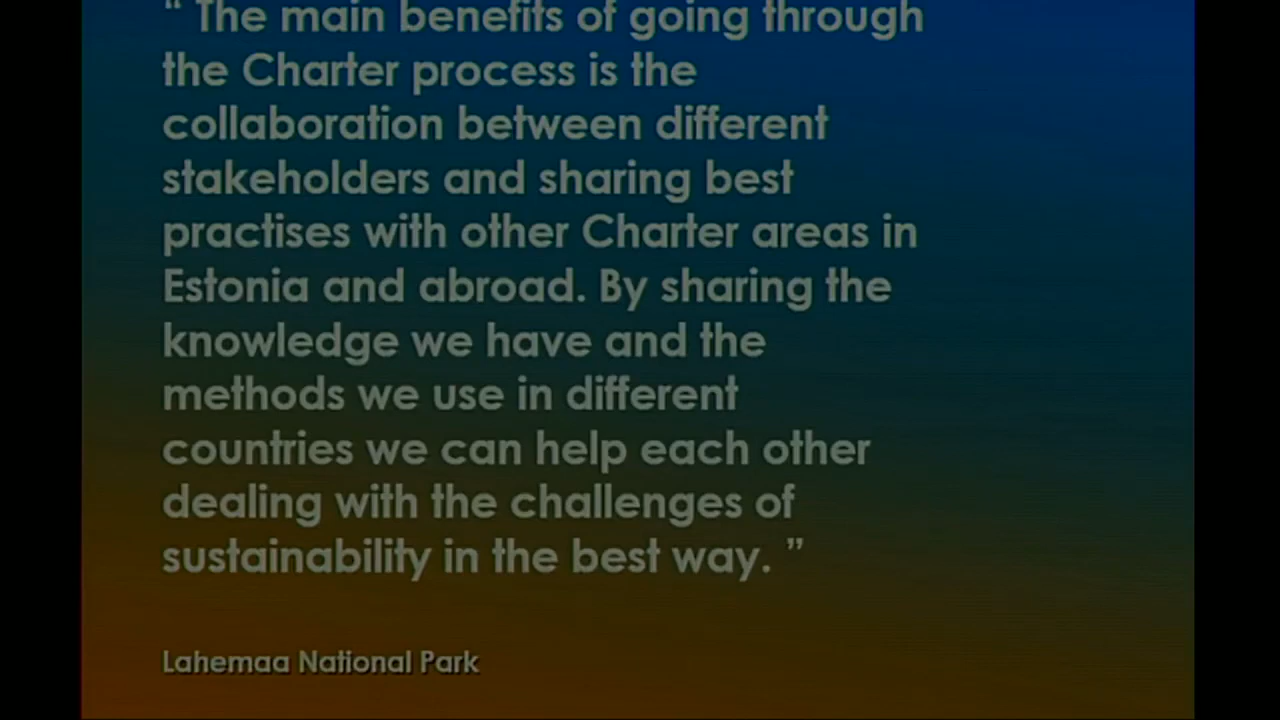 “ The main benefits of going through
the Charter process is the
collaboration between different
stakeholders and sharing best
practises with other Charter areas in
Estonia and abroad. By sharing the
knowledge we have and the
methods we use in different
countries we can help each other
dealing with the challenges of
sustainability in the best way. ”
Lahemaa National Park